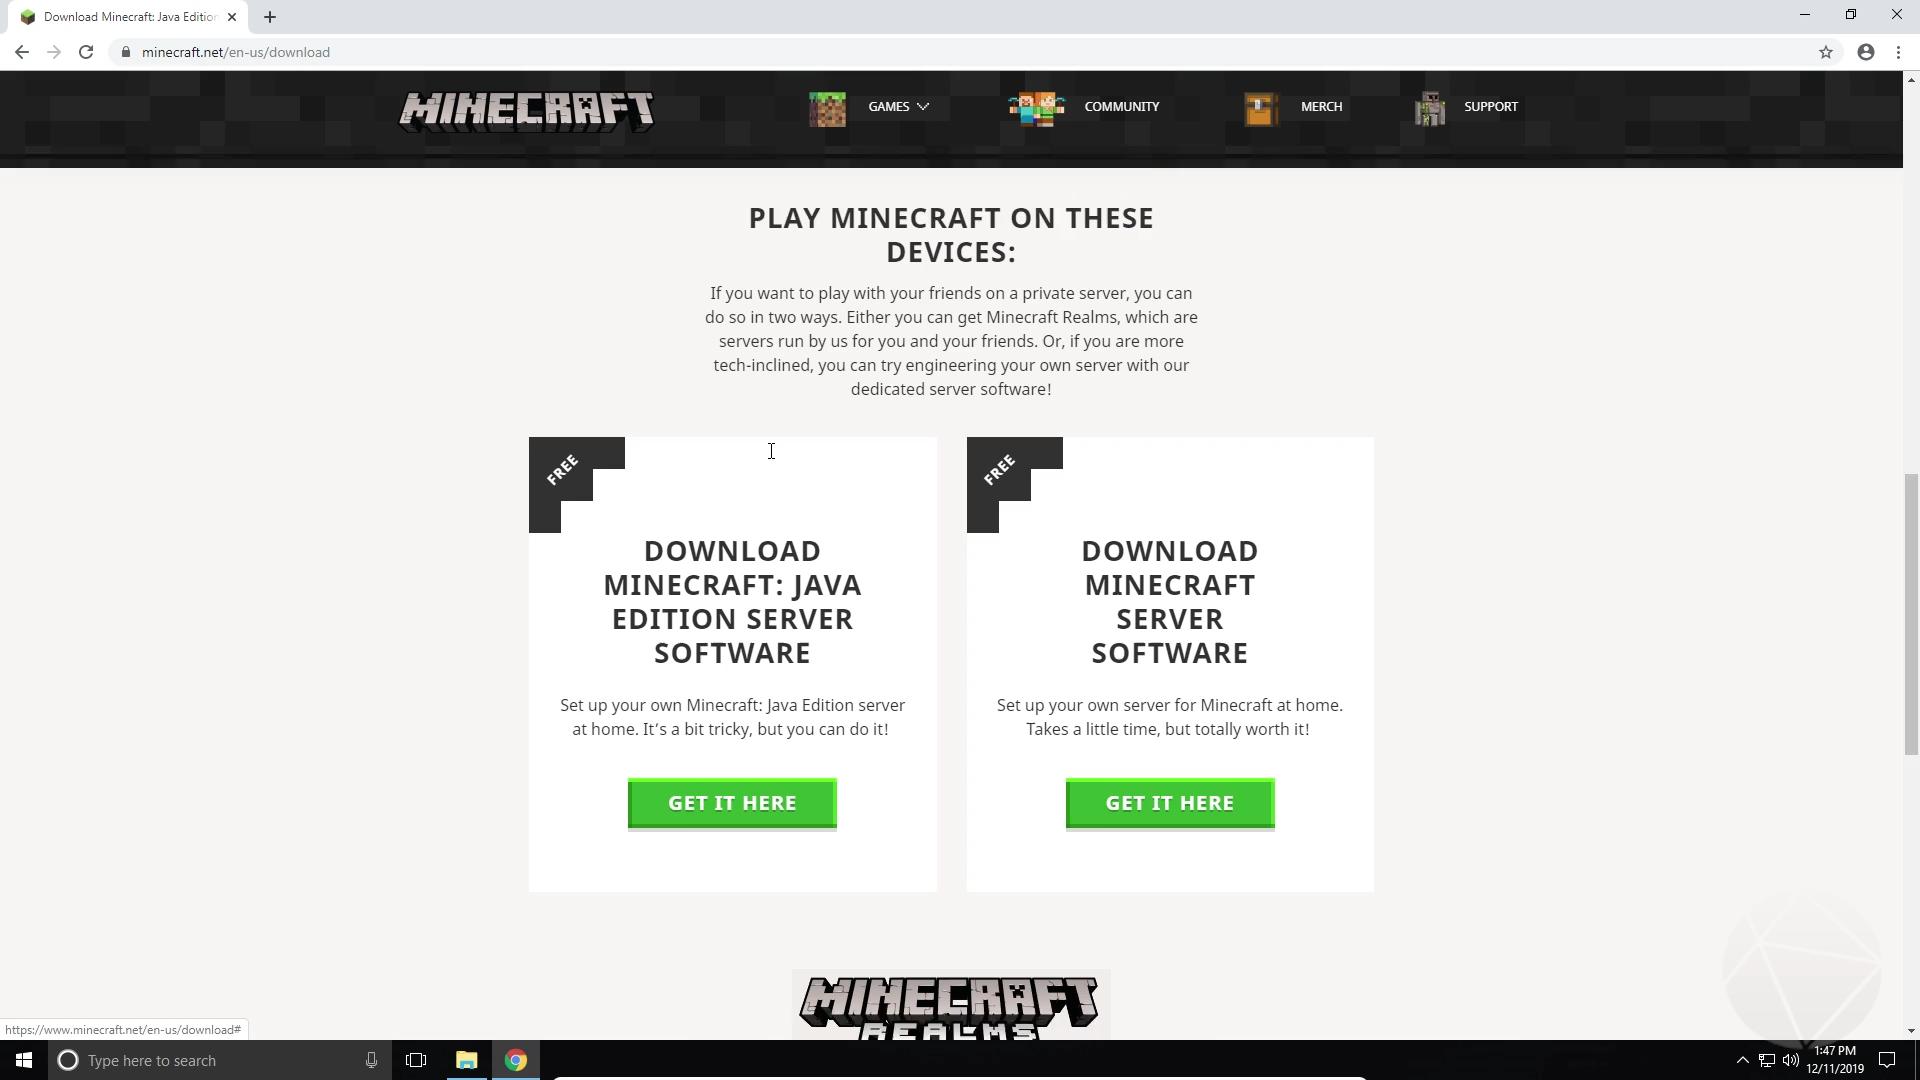 Download Minecraft: Java Edition
minecraft.net/en-us/download
MINECRAFT
GAMES
COMMUNITY
MERCH
SUPPORT
PLAY MINECRAFT ON THESE
DEVICES:
If you want to play with your friends on a private server, you can
do so in two ways. Either you can get Minecraft Realms, which are
servers run by us for you and your friends. Or, if you are more
tech-inclined, you can try engineering your own server with our
dedicated server software!
FREE
DOWNLOAD
MINECRAFT: JAVA
EDITION SERVER
SOFTWARE
Set up your own Minecraft: Java Edition server
at home. It's a bit tricky, but you can do it!
GET IT HERE
FREE
DOWNLOAD
MINECRAFT
SERVER
SOFTWARE
Set up your own server for Minecraft at home.
Takes a little time, but totally worth it!
GET IT HERE
MINECRAFT
REALMS
https://www.minecraft.net/en-us/download#
Type here to search
1:47 PM
12/11/2019